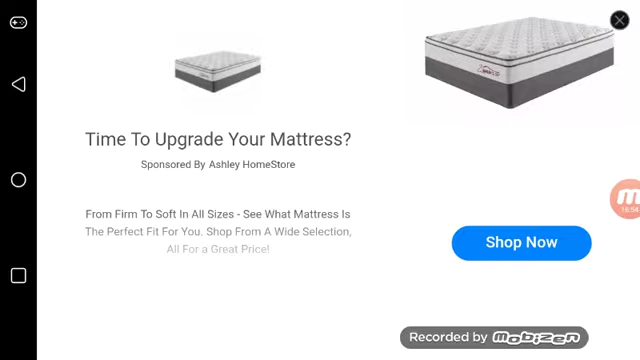 Time To Upgrade Your Mattress?
Sponsored By Ashley HomeStore
From Firm To Soft In All Sizes - See What Mattress Is
The Perfect Fit For You. Shop From A Wide Selection,
All For a Great Price!
Shop Now
16:54
Recorded by mobizen